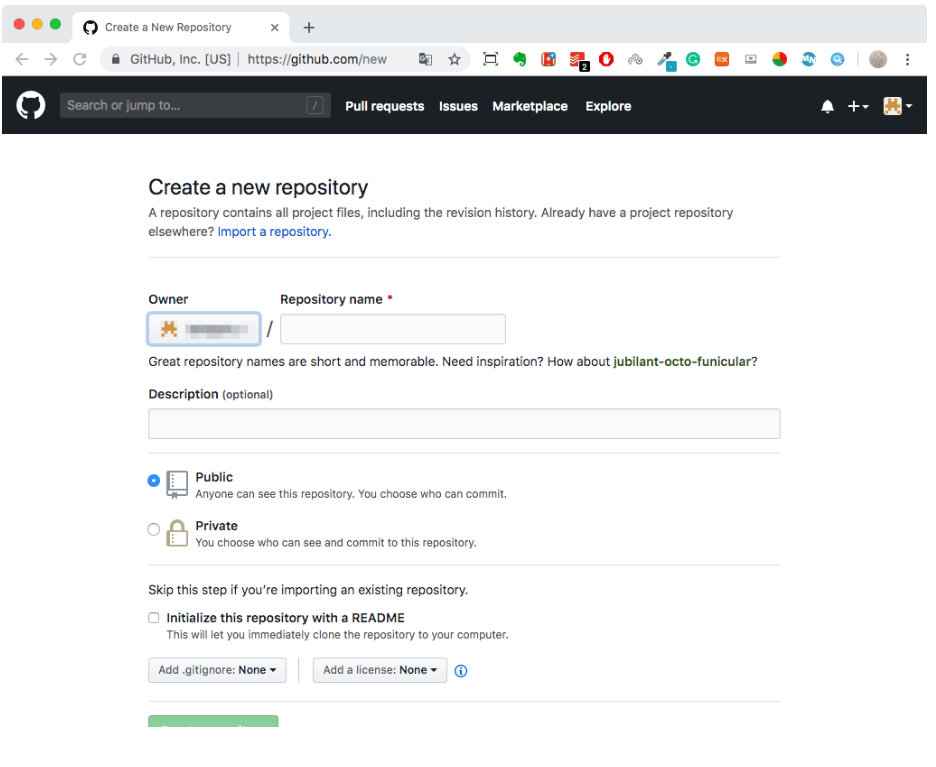 Create a New Repository
GitHub, Inc. [US] https://github.com/new
2
Search or jump to... /
Pull requests Issues Marketplace Explore
Create a new repository
A repository contains all project files, including the revision history. Already have a project repository
elsewhere? Import a repository.
Owner
Repository name *
/
Great repository names are short and memorable. Need inspiration? How about jubilant-octo-funicular?
Description (optional)
Public
Anyone can see this repository. You choose who can commit.
Private
You choose who can see and commit to this repository.
Skip this step if you're importing an existing repository.
Initialize this repository with a README
This will let you immediately clone the repository to your computer.
Add .gitignore: None
Add a license: None